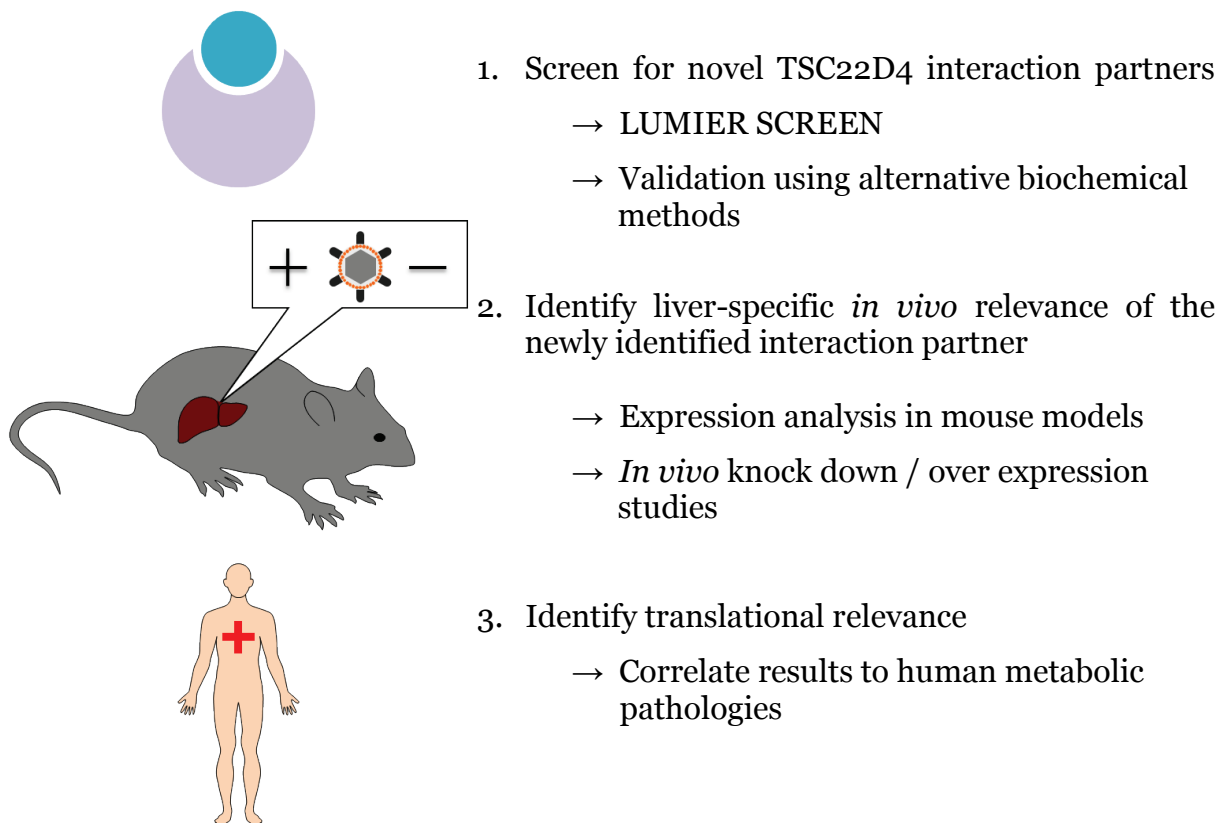 1. Screen for novel TSC22D4 interaction partners
→ LUMIER SCREEN
→ Validation using alternative biochemical
methods
+ −
2. Identify liver-specific in vivo relevance of the
newly identified interaction partner
→ Expression analysis in mouse models
→ In vivo knock down / over expression
studies
3. Identify translational relevance
→ Correlate results to human metabolic
pathologies